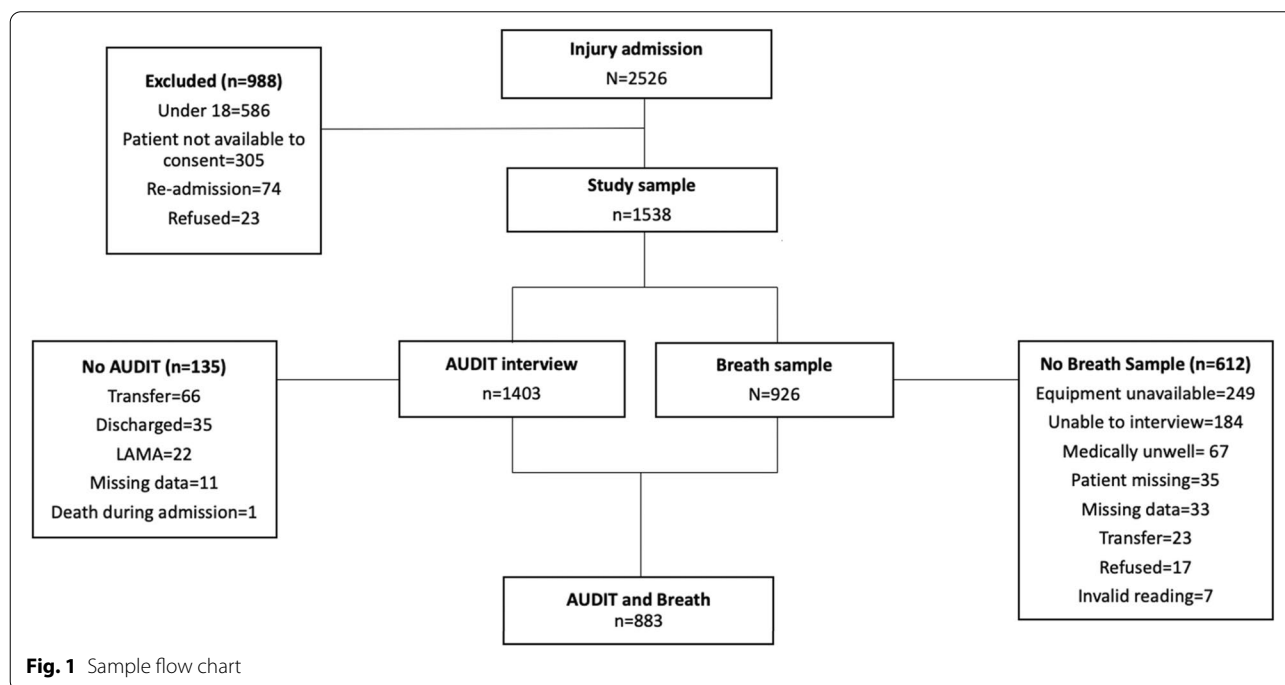 Injury admission
N=2526
Excluded (n=988)
Under 18=586
Patient not available to
consent=305
Re-admission=74
Refused=23
Study sample
n=1538
No AUDIT (n=135)
Transfer=66
Discharged=35
LAMA=22
Missing data=11
Death during admission=1
AUDIT interview
n=1403
Breath sample
N=926
No Breath Sample (n=612)
Equipment unavailable=249
Unable to interview=184
Medically unwell= 67
Patient missing=35
Missing data=33
Transfer=23
Refused=17
Invalid reading=7
AUDIT and Breath
n=883
Fig. 1 Sample flow chart